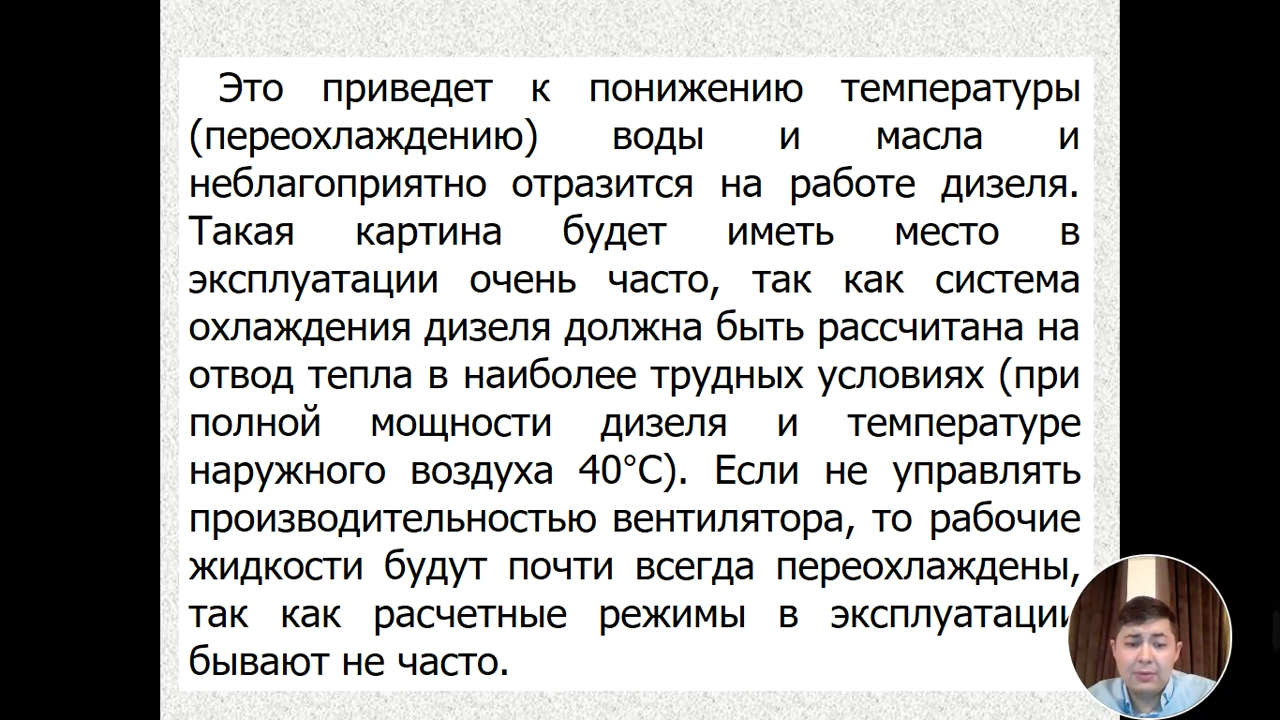 Это приведет к понижению температуры
(переохлаждению) воды и масла и
неблагоприятно отразится на работе дизеля.
Такая картина будет иметь место в
эксплуатации очень часто, так как система
охлаждения дизеля должна быть рассчитана на
отвод тепла в наиболее трудных условиях (при
полной мощности дизеля и температуре
наружного воздуха 40°С). Если не управлять
производительностью вентилятора, то рабочие
жидкости будут почти всегда переохлаждены,
так как расчетные режимы в эксплуатации
бывают не часто.